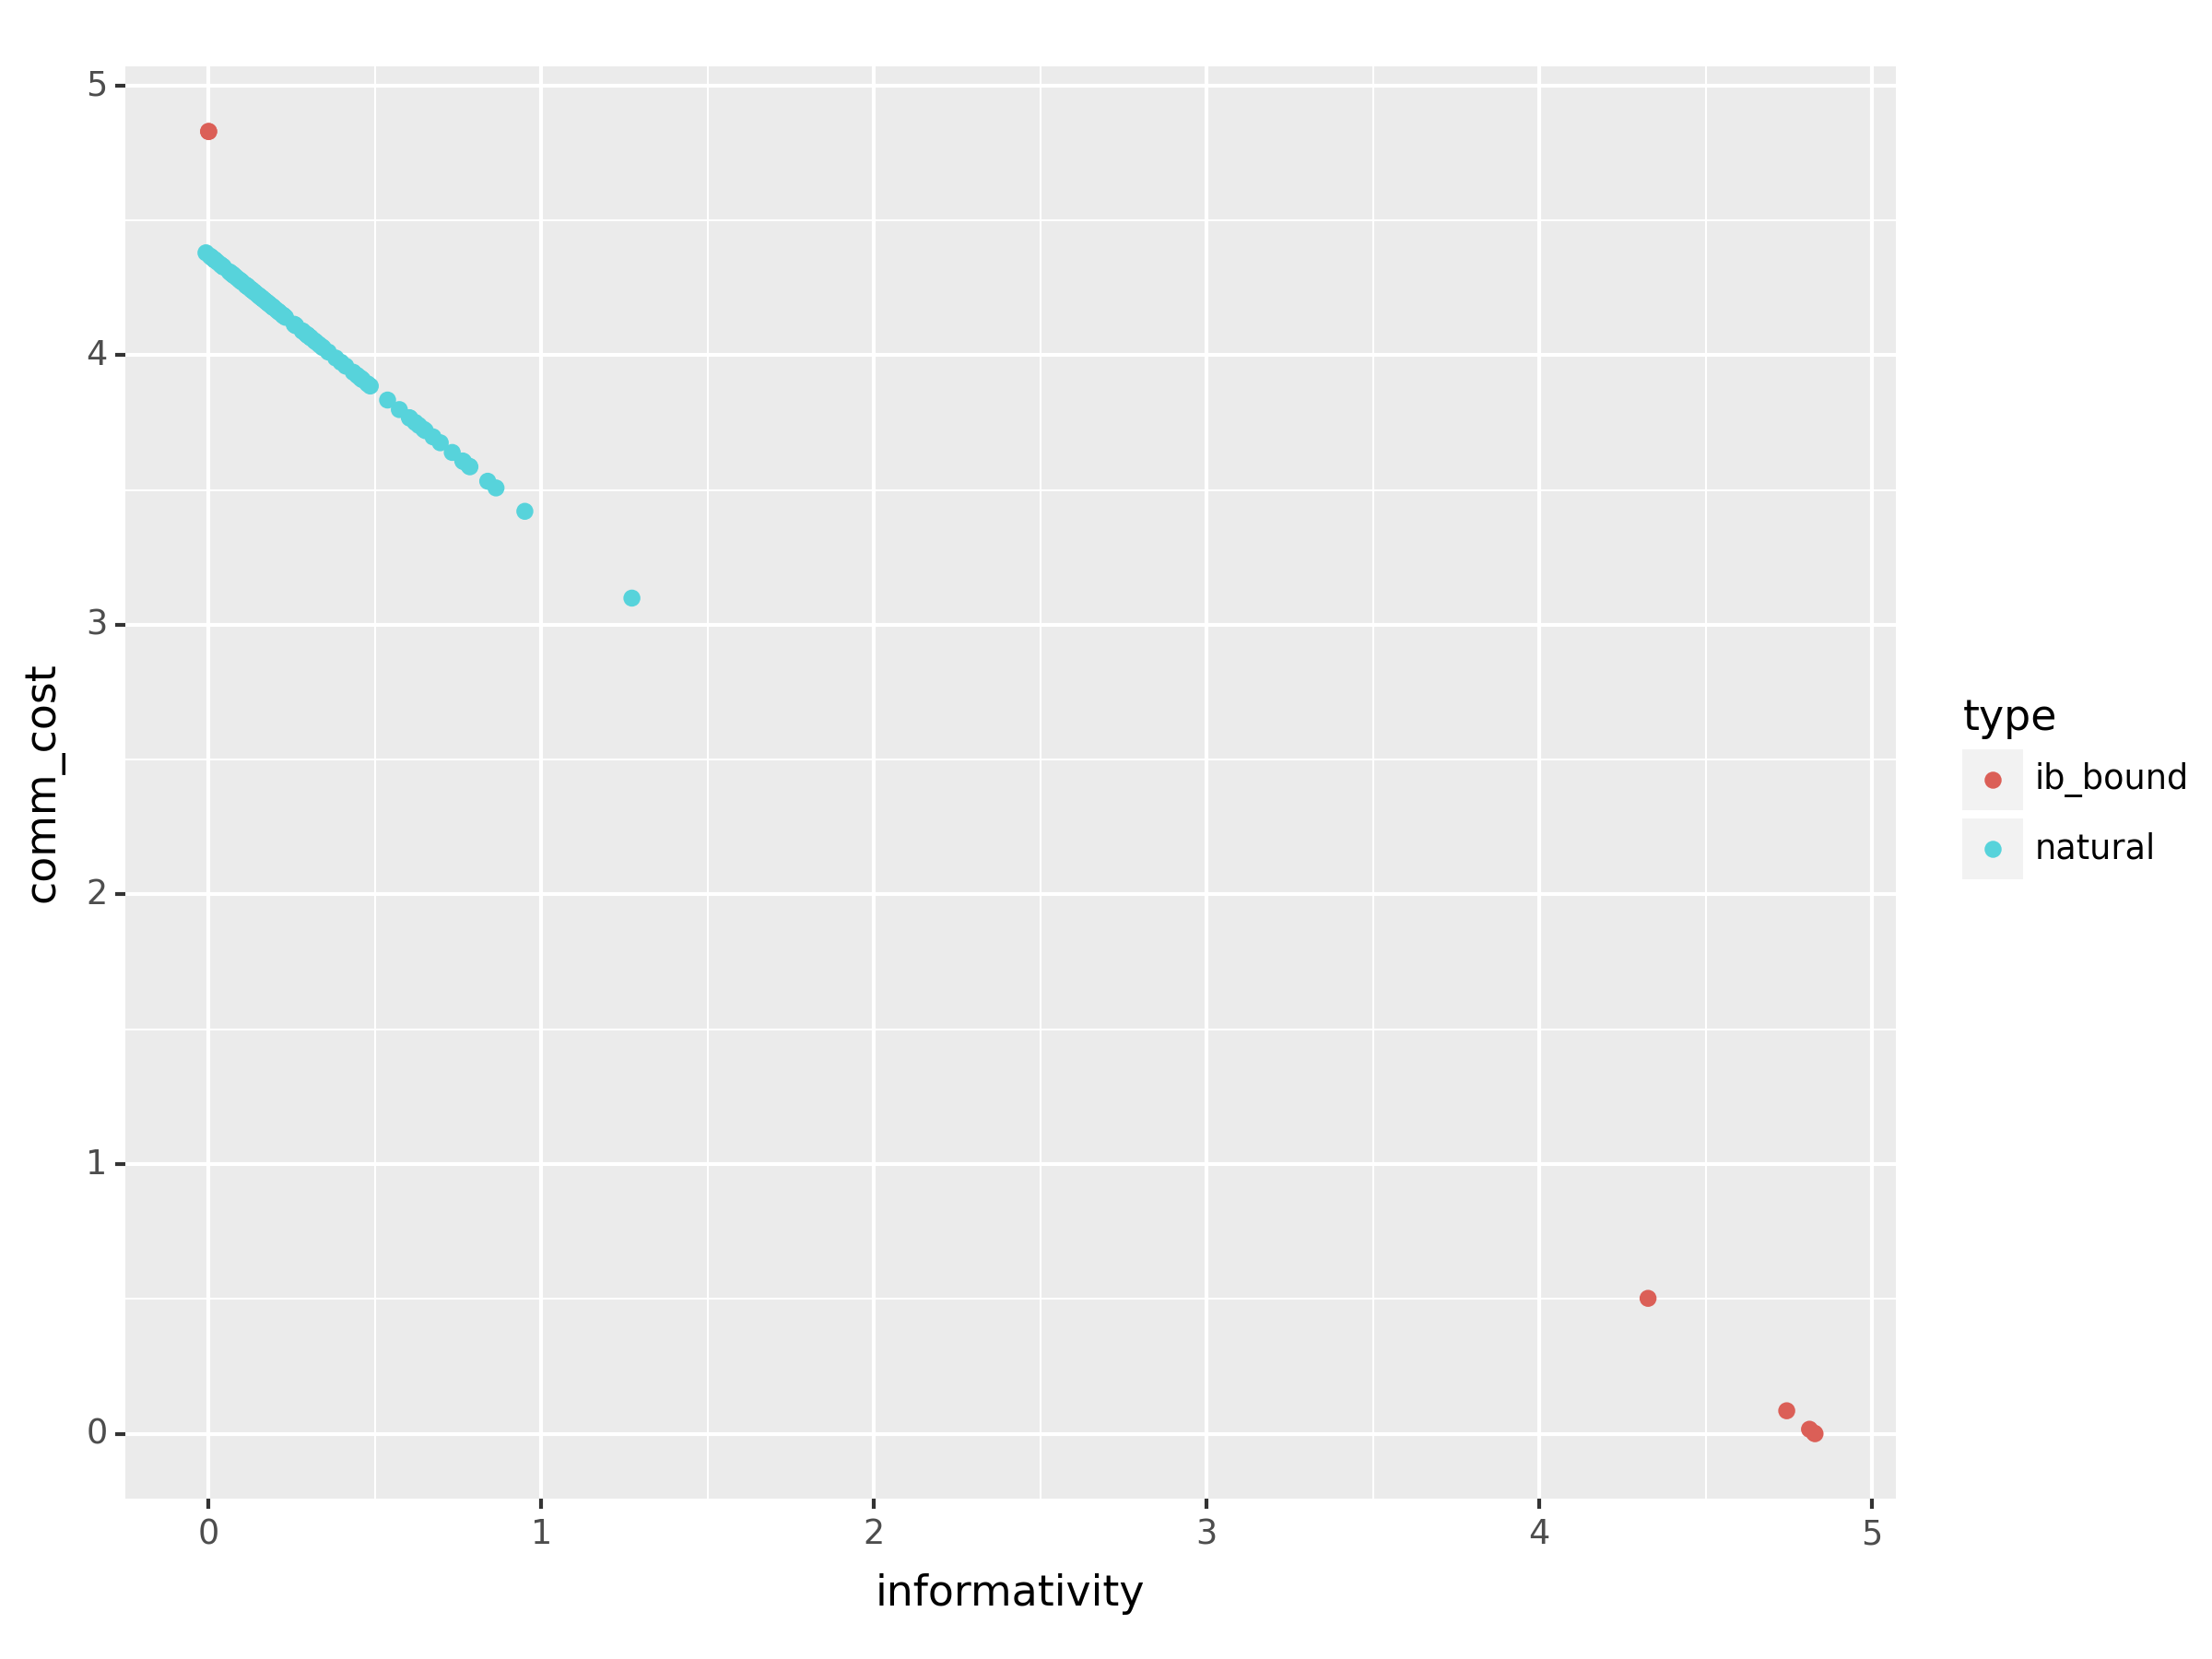 5
4
3
2
1
0
comm_cost
0 1 2 3 4 5
informativity
type
ib_bound
natural